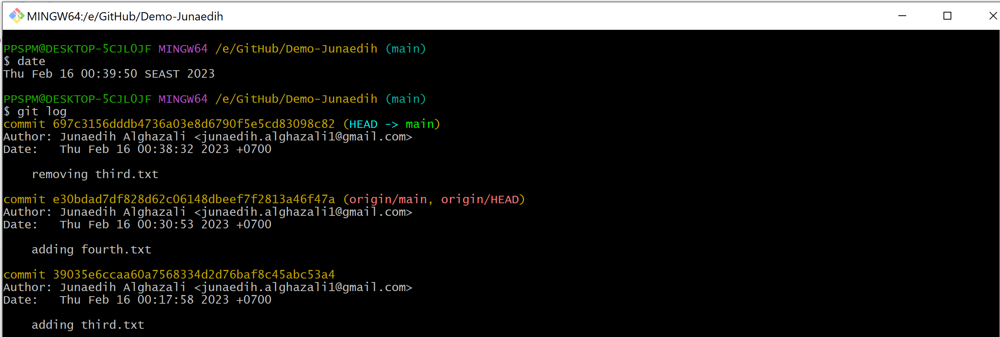 MINGW64:/e/GitHub/Demo-Junaedih
PPSPM@DESKTOP-5CJL0JF MINGW64 /e/GitHub/Demo-Junaedih (main)
$ date
Thu Feb 16 00:39:50 SEAST 2023
PPSPM@DESKTOP-5CJL0JF MINGW64 /e/GitHub/Demo-Junaedih (main)
$ git log
commit 697c3156dddb4736a03e8d6790f5e5cd83098c82 (HEAD -> main)
Author: Junaedih Alghazali <junaedih.alghazali1@gmail.com>
Date:   Thu Feb 16 00:38:32 2023 +0700
removing third.txt
commit e30bdad7df828d62c06148dbeef7f2813a46f47a (origin/main, origin/HEAD)
Author: Junaedih Alghazali <junaedih.alghazali1@gmail.com>
Date:   Thu Feb 16 00:30:53 2023 +0700
adding fourth.txt
commit 39035e6ccaa60a7568334d2d76baf8c45abc53a4
Author: Junaedih Alghazali <junaedih.alghazali1@gmail.com>
Date:   Thu Feb 16 00:17:58 2023 +0700
adding third.txt